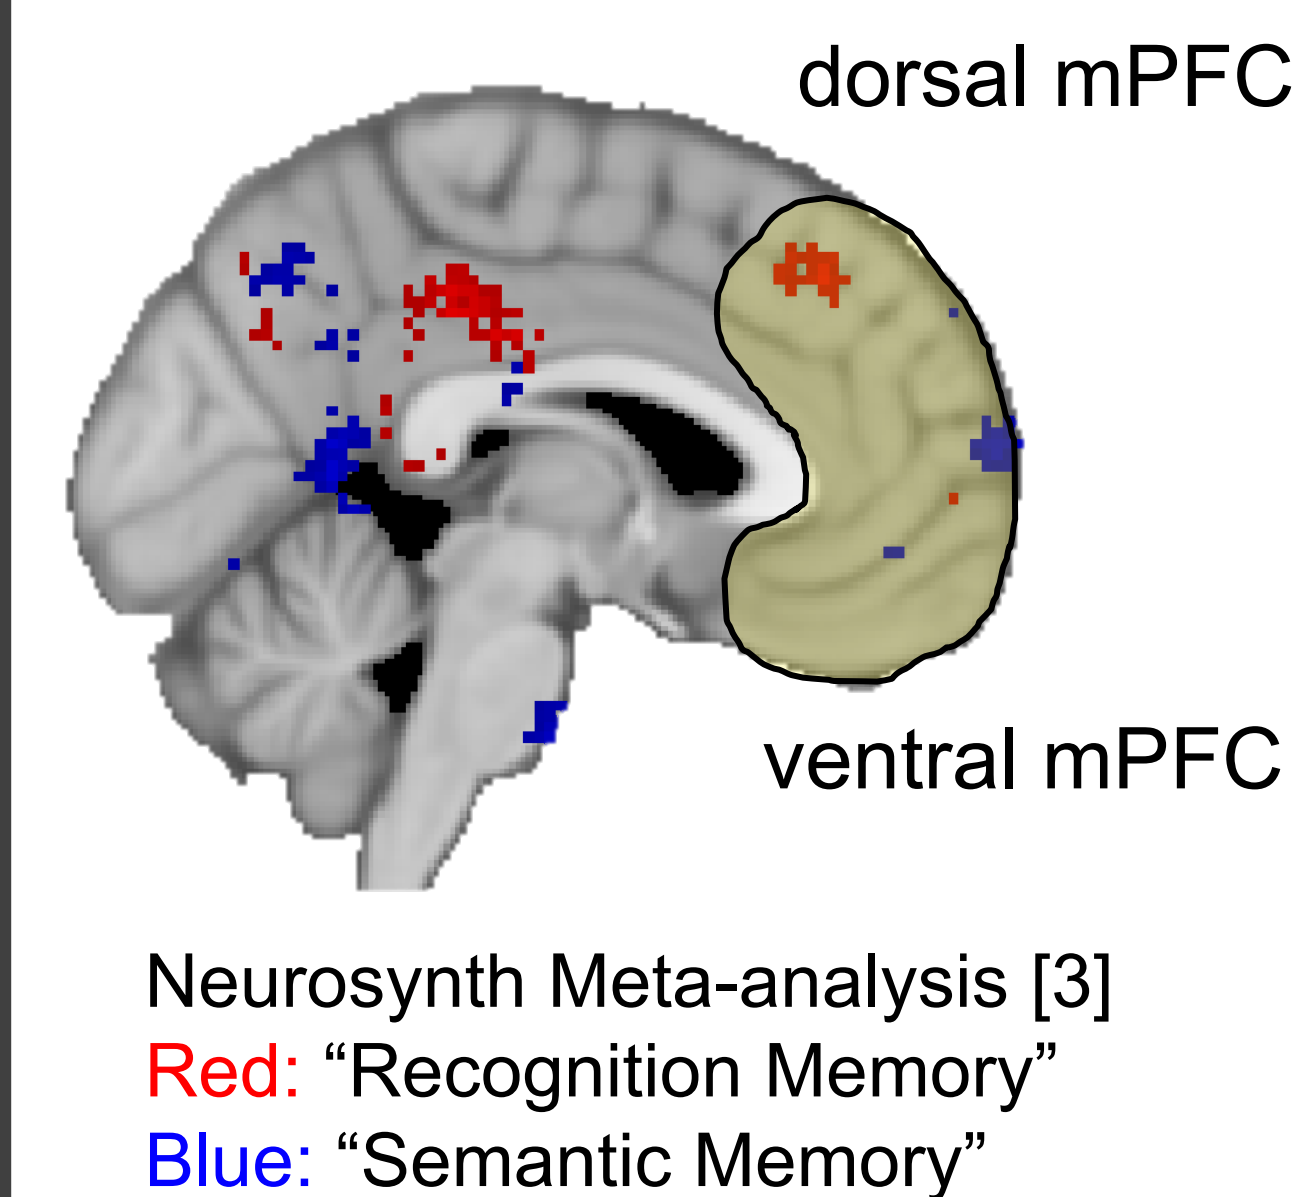 dorsal mPFC
ventral mPFC
Neurosynth Meta-analysis [3]
Red: “Recognition Memory”
Blue: “Semantic Memory”